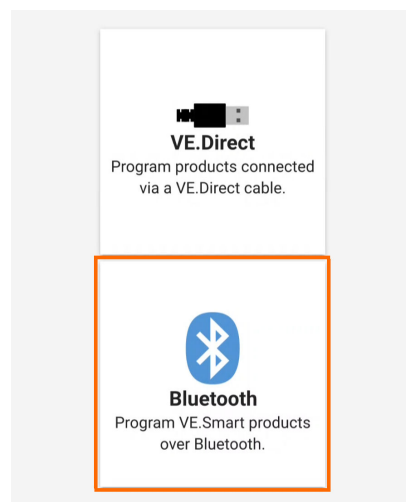 VE.Direct
Program products connected
via a VE.Direct cable.
Bluetooth
Program VE.Smart products
over Bluetooth.